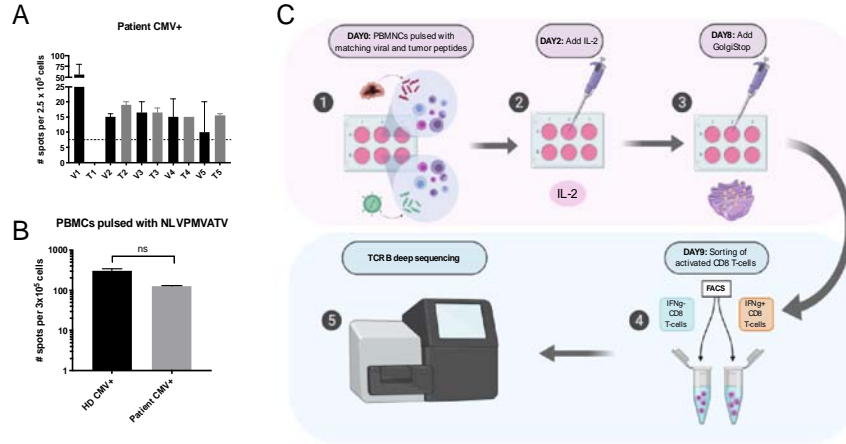 A
Patient CMV+
# spots per 2.5 x 10⁵ cells
100
75
50
25
20
15
10
5
0
V1
T1
V2
T2
V3
T3
V4
T4
V5
T5
B
PBMCs pulsed with NLVPMVATV
# spots per 3x10⁵ cells
1000
100
10
1
ns
HD CMV+
Patient CMV+
C
DAY0: PBMNCs pulsed with
matching viral and tumor peptides
1
DAY2: Add IL-2
2
IL-2
DAY8: Add
GolgiStop
3
DAY9: Sorting of
activated CD8 T-cells
FACS
IFNg-
CD8
T-cells
IFNg+
CD8
T-cells
4
TCRB deep sequencing
5